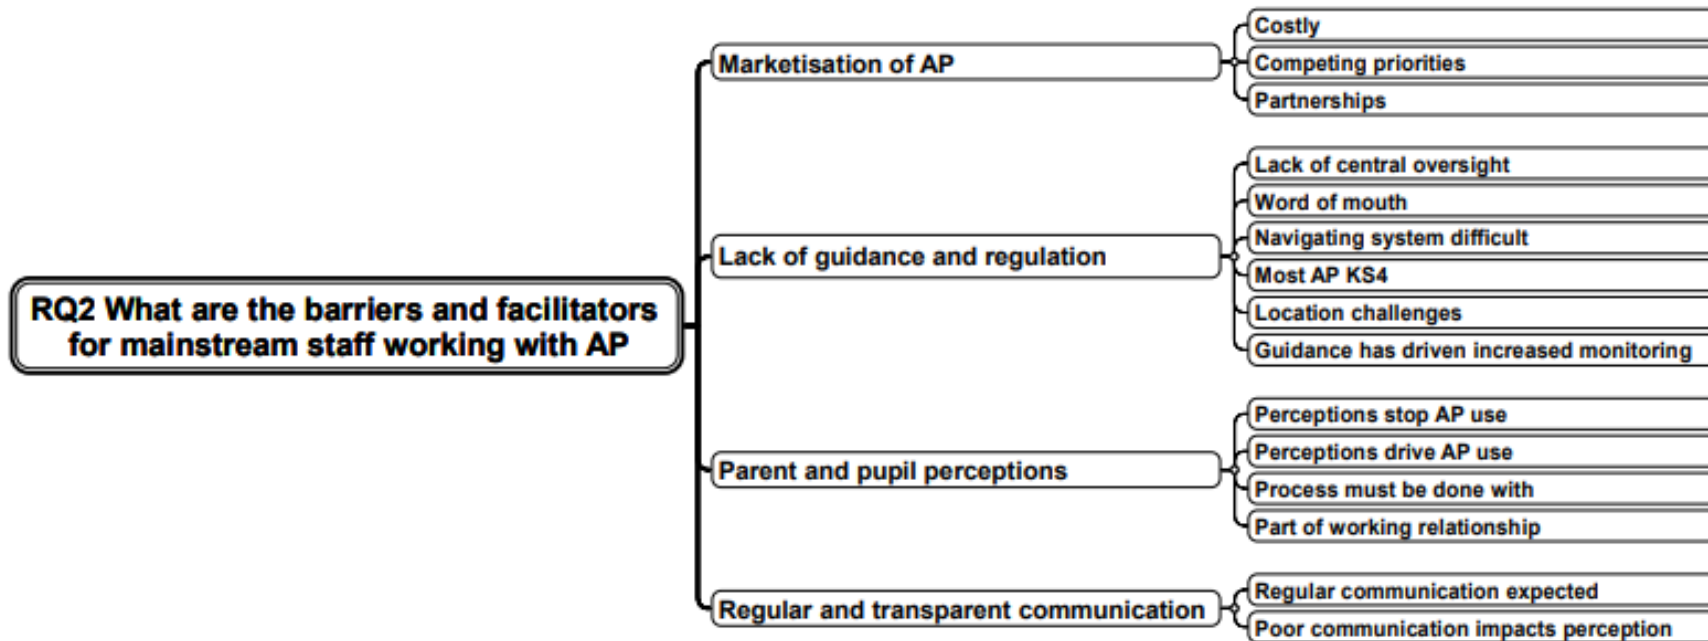 RQ2 What are the barriers and facilitators
for mainstream staff working with AP
Marketisation of AP
Costly
Competing priorities
Partnerships
Lack of guidance and regulation
Lack of central oversight
Word of mouth
Navigating system difficult
Most AP KS4
Location challenges
Guidance has driven increased monitoring
Parent and pupil perceptions
Perceptions stop AP use
Perceptions drive AP use
Process must be done with
Part of working relationship
Regular and transparent communication
Regular communication expected
Poor communication impacts perception